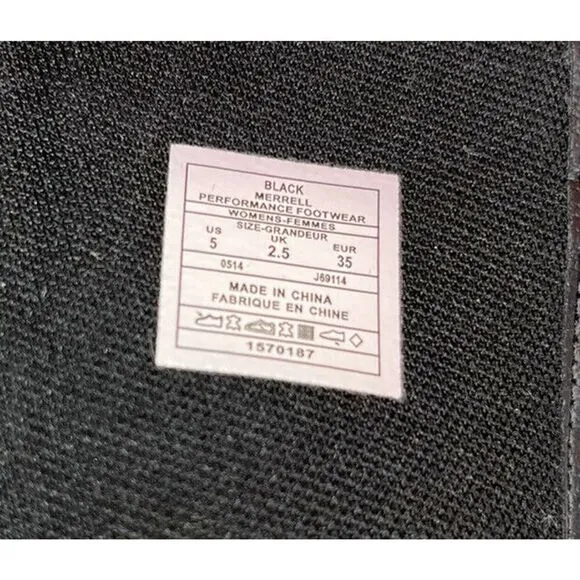 BLACK
MERRELL
PERFORMANCE FOOTWEAR
WOMENS-FEMMES
SIZE-GRANDEUR
US UK EUR
5 2.5 35
0514 J69114
MADE IN CHINA
FABRIQUE EN CHINE
1570187